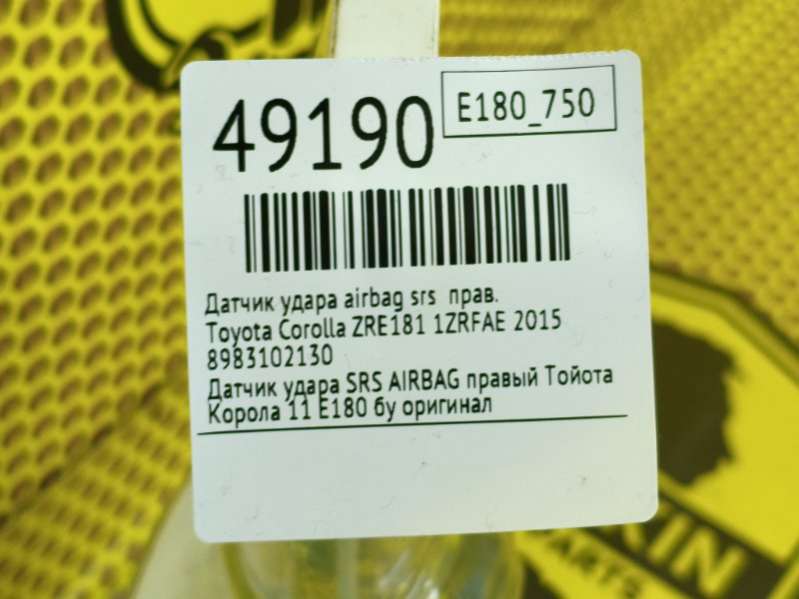 49190
E180_750
Датчик удара airbag srs прав.
Toyota Corolla ZRE181 1ZRFAE 2015
8983102130
Датчик удара SRS AIRBAG правый Тойота
Корола 11 Е180 бу оригинал